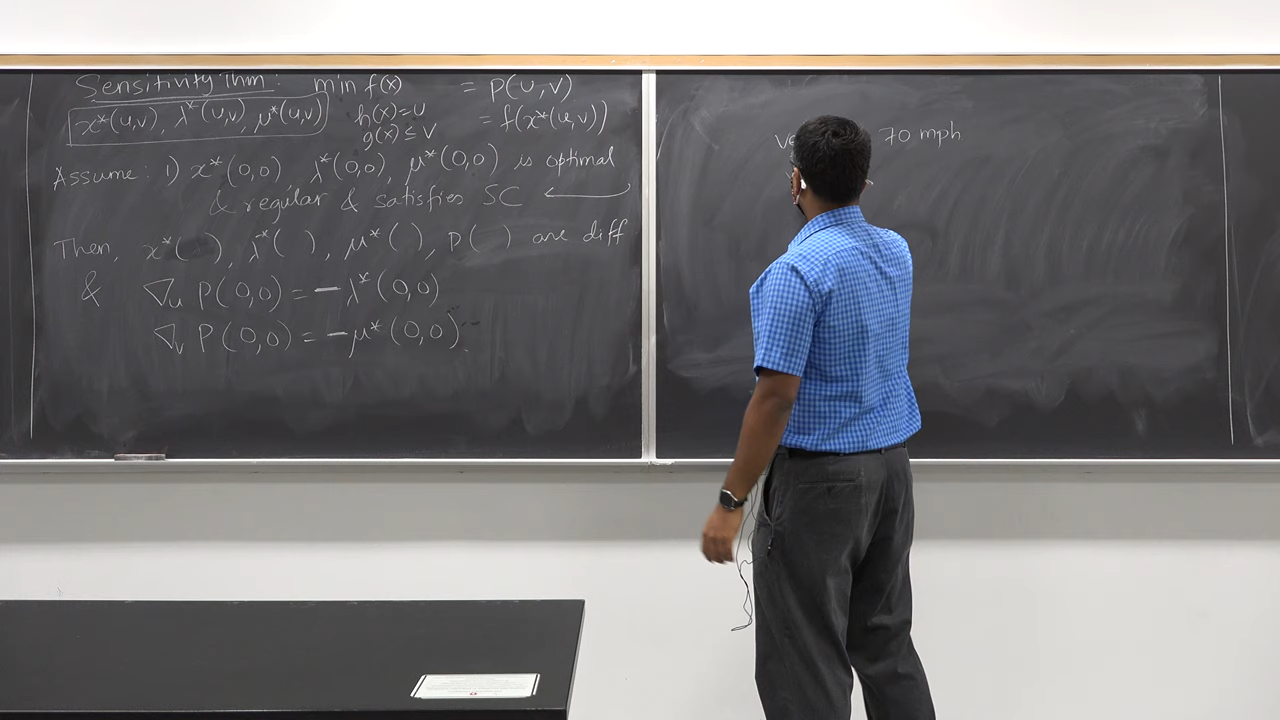 Sensitivity Thm: min f(x) = P(u,v)
x*(u,v), λ*(u,v), μ*(u,v) h(x)=u = f(x*(u,v))
g(x) ≤ v
Assume: 1) x*(0,0) λ*(0,0), μ*(0,0) is optimal
& regular & satisfies SC
Then, x*( ), λ*( ), μ*( ), P( ) are diff
& ∇u P(0,0) = -λ*(0,0)
∇v P(0,0) = -μ*(0,0)
70 mph